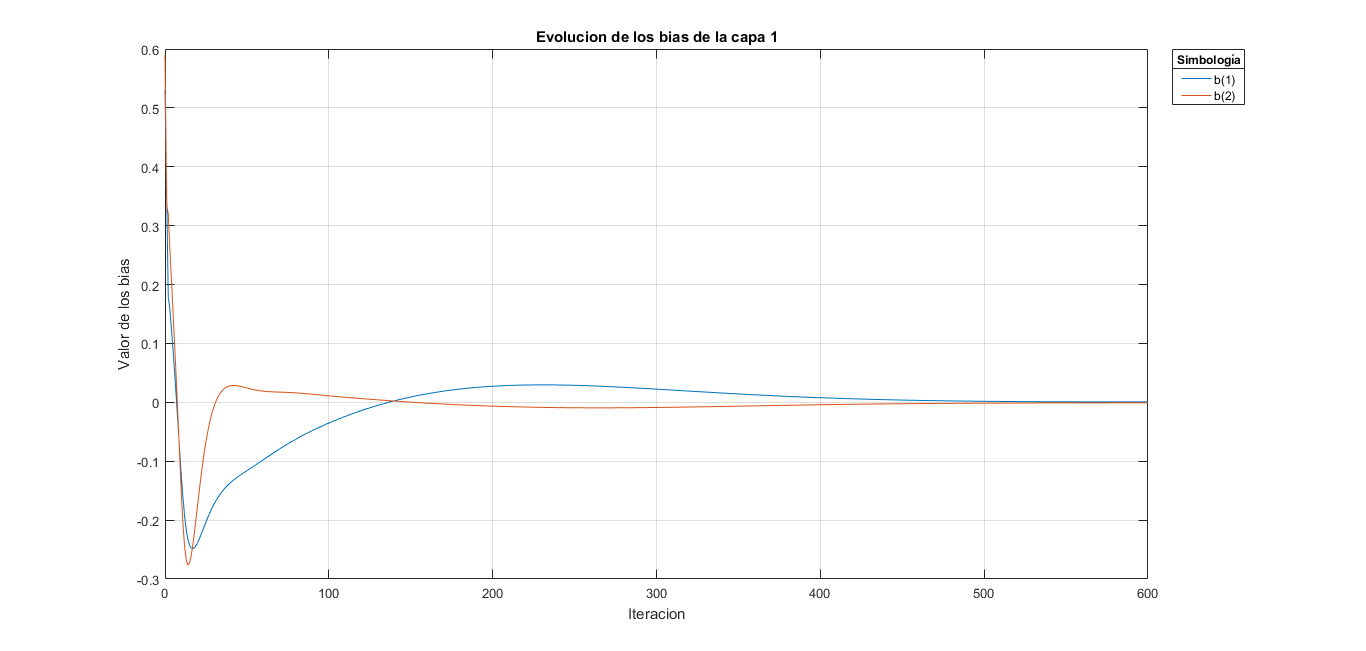 Evolucion de los bias de la capa 1
Simbología
b(1)
b(2)
Valor de los bias
0.6
0.5
0.4
0.3
0.2
0.1
0
-0.1
-0.2
-0.3
0 100 200 300 400 500 600
Iteracion